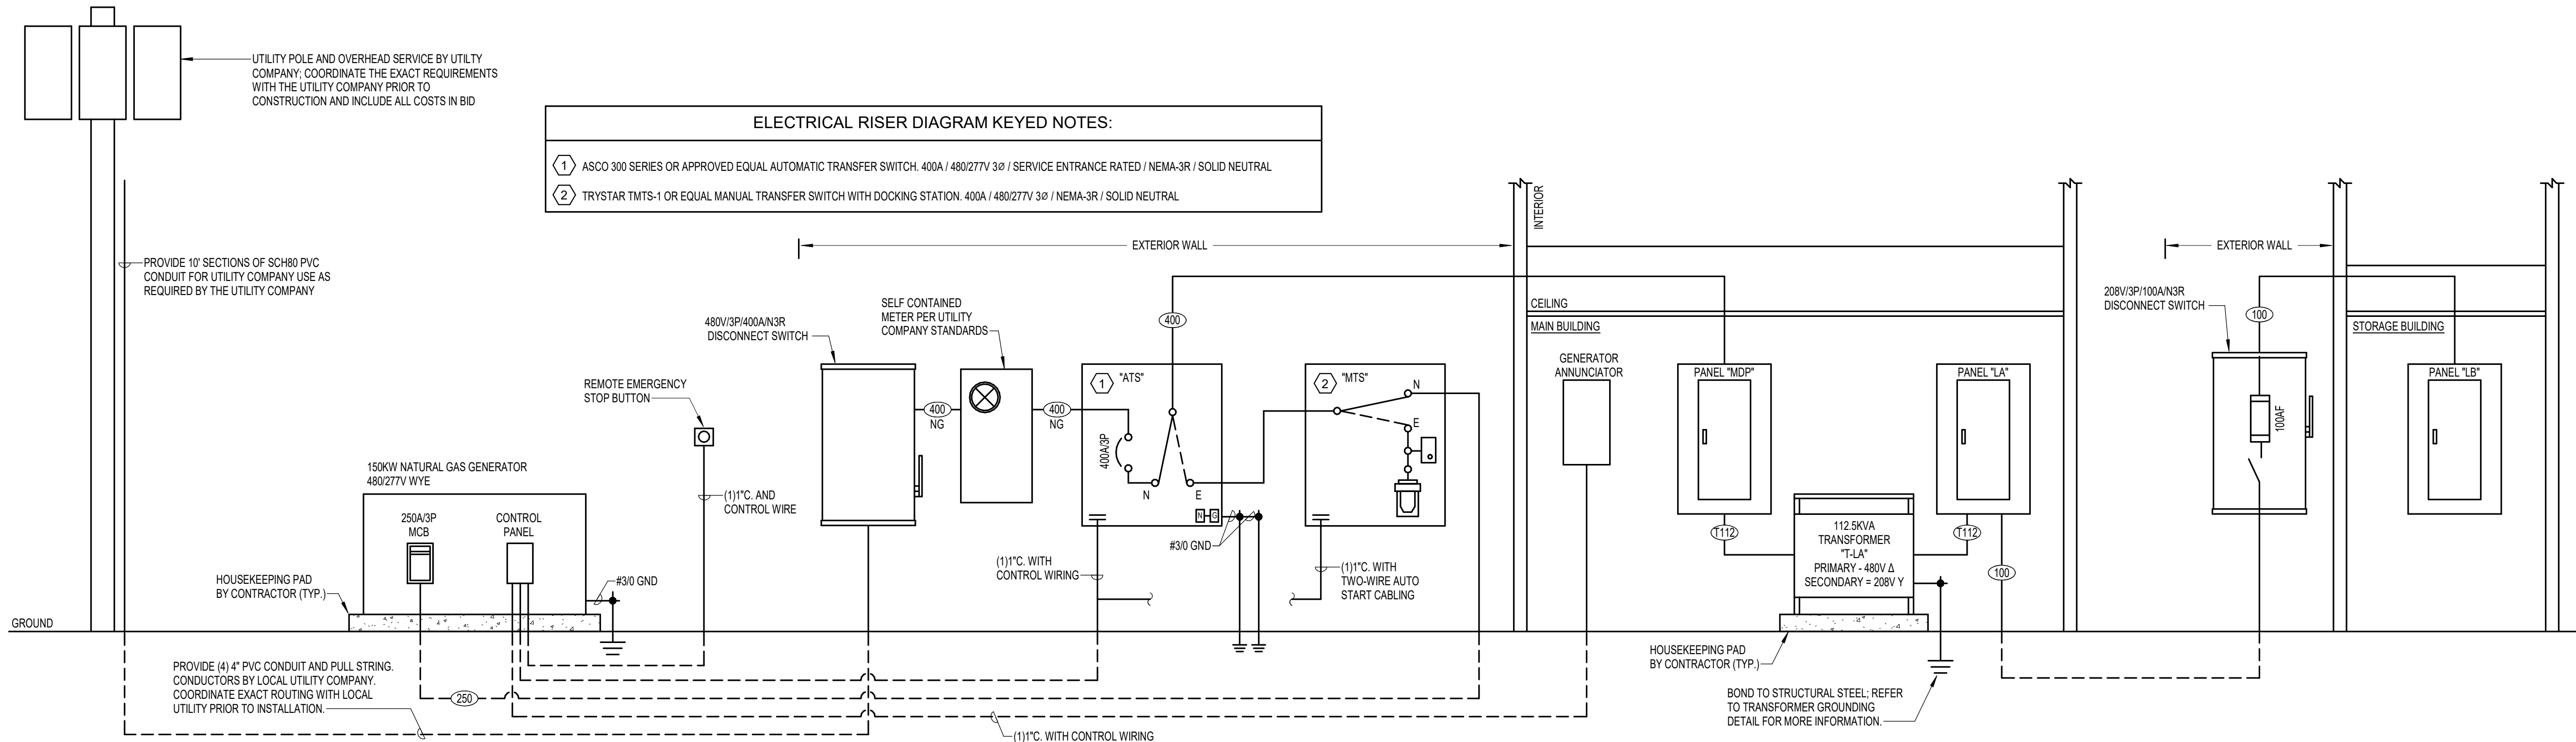 UTILITY POLE AND OVERHEAD SERVICE BY UTILTY
COMPANY; COORDINATE THE EXACT REQUIREMENTS
WITH THE UTILITY COMPANY PRIOR TO
CONSTRUCTION AND INCLUDE ALL COSTS IN BID
ELECTRICAL RISER DIAGRAM KEYED NOTES:
1 ASCO 300 SERIES OR APPROVED EQUAL AUTOMATIC TRANSFER SWITCH. 400A / 480/277V 3Ø / SERVICE ENTRANCE RATED / NEMA-3R / SOLID NEUTRAL
2 TRYSTAR TMTS-1 OR EQUAL MANUAL TRANSFER SWITCH WITH DOCKING STATION. 400A / 480/277V 3Ø / NEMA-3R / SOLID NEUTRAL
PROVIDE 10' SECTIONS OF SCH80 PVC
CONDUIT FOR UTILITY COMPANY USE AS
REQUIRED BY THE UTILITY COMPANY
EXTERIOR WALL
INTERIOR
EXTERIOR WALL
GROUND
HOUSEKEEPING PAD
BY CONTRACTOR (TYP.)
150KW NATURAL GAS GENERATOR
480/277V WYE
250A/3P
MCB
CONTROL
PANEL
#3/0 GND
REMOTE EMERGENCY
STOP BUTTON
(1)1"C. AND
CONTROL WIRE
480V/3P/400A/N3R
DISCONNECT SWITCH
400
NG
SELF CONTAINED
METER PER UTILITY
COMPANY STANDARDS
400
NG
400
1 "ATS"
400A/3P
N
E
N
G
#3/0 GND
(1)1"C. WITH
CONTROL WIRING
2 "MTS"
N
E
(1)1"C. WITH
TWO-WIRE AUTO
START CABLING
CEILING
MAIN BUILDING
GENERATOR
ANNUNCIATOR
PANEL "MDP"
T112
112.5KVA
TRANSFORMER
"T-LA"
PRIMARY - 480V Δ
SECONDARY = 208V Y
PANEL "LA"
T112
100
HOUSEKEEPING PAD
BY CONTRACTOR (TYP.)
BOND TO STRUCTURAL STEEL; REFER
TO TRANSFORMER GROUNDING
DETAIL FOR MORE INFORMATION.
208V/3P/100A/N3R
DISCONNECT SWITCH
100
100AF
STORAGE BUILDING
PANEL "LB"
PROVIDE (4) 4" PVC CONDUIT AND PULL STRING.
CONDUCTORS BY LOCAL UTILITY COMPANY.
COORDINATE EXACT ROUTING WITH LOCAL
UTILITY PRIOR TO INSTALLATION.
250
(1)1"C. WITH CONTROL WIRING